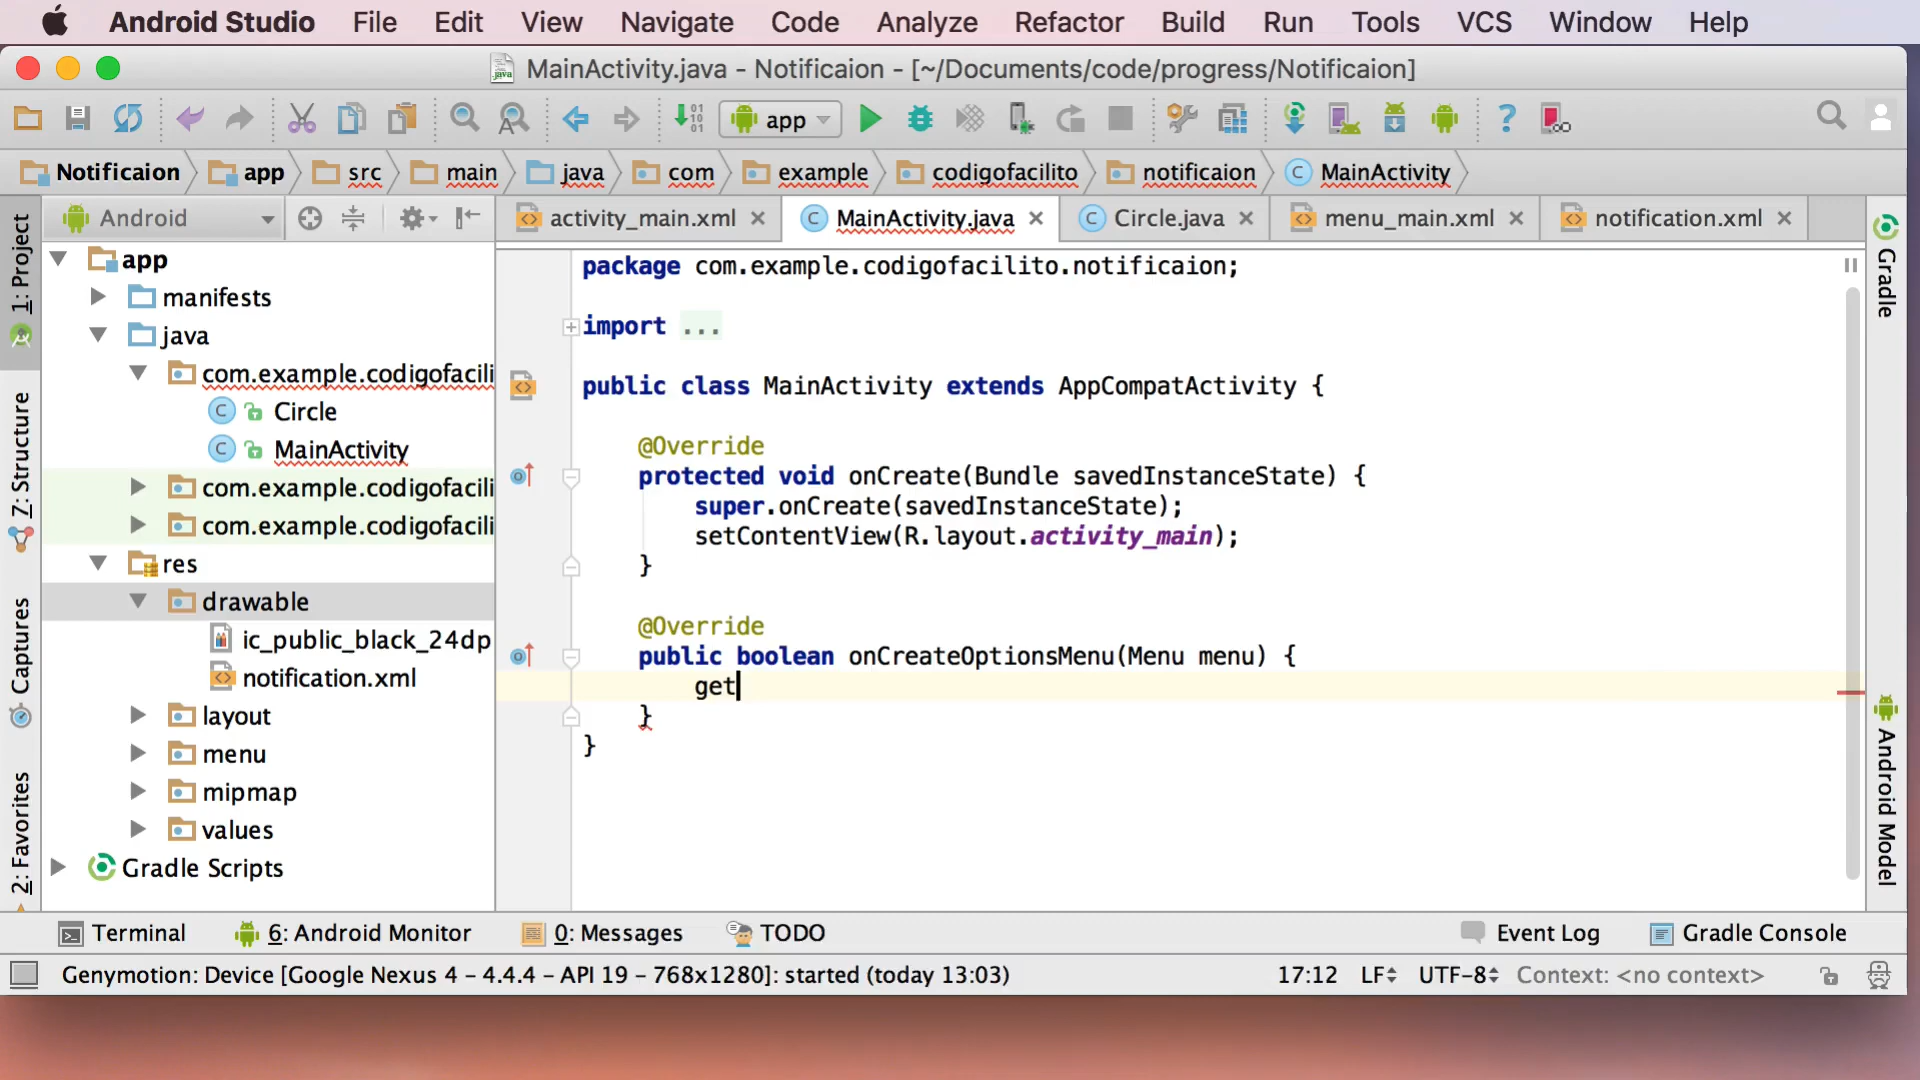 Android Studio File Edit View Navigate Code Analyze Refactor Build Run Tools VCS Window Help
MainActivity.java - Notificaion - [~/Documents/code/progress/Notificaion]
app
Notificaion app src main java com example codigofacilito notificaion MainActivity
Android
activity_main.xml MainActivity.java Circle.java menu_main.xml notification.xml
1: Project
7: Structure
Captures
2: Favorites
app
manifests
java
com.example.codigofacili
Circle
MainActivity
com.example.codigofacili
com.example.codigofacili
res
drawable
ic_public_black_24dp
notification.xml
layout
menu
mipmap
values
Gradle Scripts
package com.example.codigofacilito.notificaion;
import ...
public class MainActivity extends AppCompatActivity {
@Override
protected void onCreate(Bundle savedInstanceState) {
super.onCreate(savedInstanceState);
setContentView(R.layout.activity_main);
}
@Override
public boolean onCreateOptionsMenu(Menu menu) {
get
}
}
Gradle
Android Model
Terminal 6: Android Monitor 0: Messages TODO Event Log Gradle Console
Genymotion: Device [Google Nexus 4 - 4.4.4 - API 19 - 768x1280]: started (today 13:03) 17:12 LF UTF-8 Context: <no context>